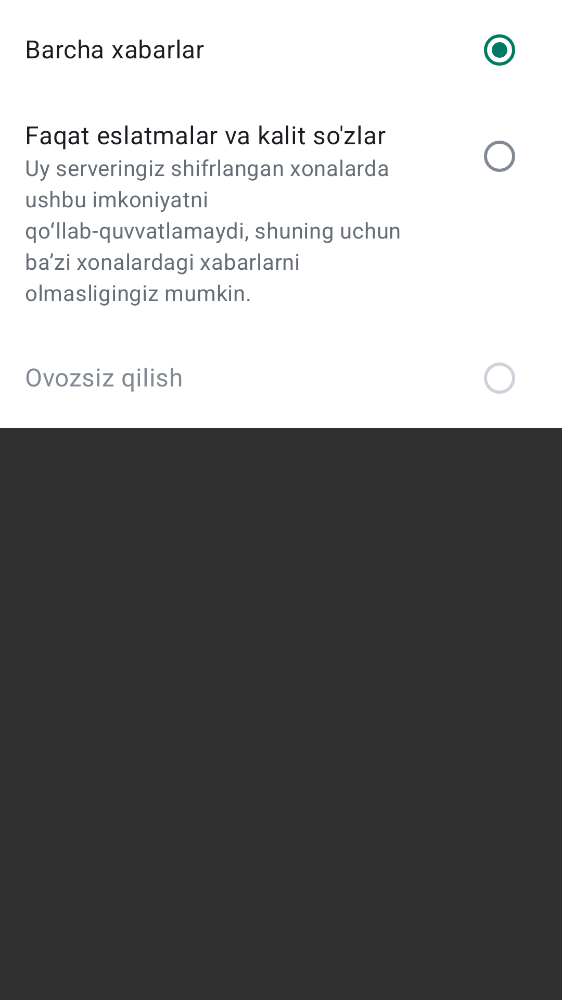 Barcha xabarlar
Faqat eslatmalar va kalit so'zlar
Uy serveringiz shifrlangan xonalarda
ushbu imkoniyatni
qo‘llab-quvvatlamaydi, shuning uchun
ba’zi xonalardagi xabarlarni
olmasligingiz mumkin.
Ovozsiz qilish